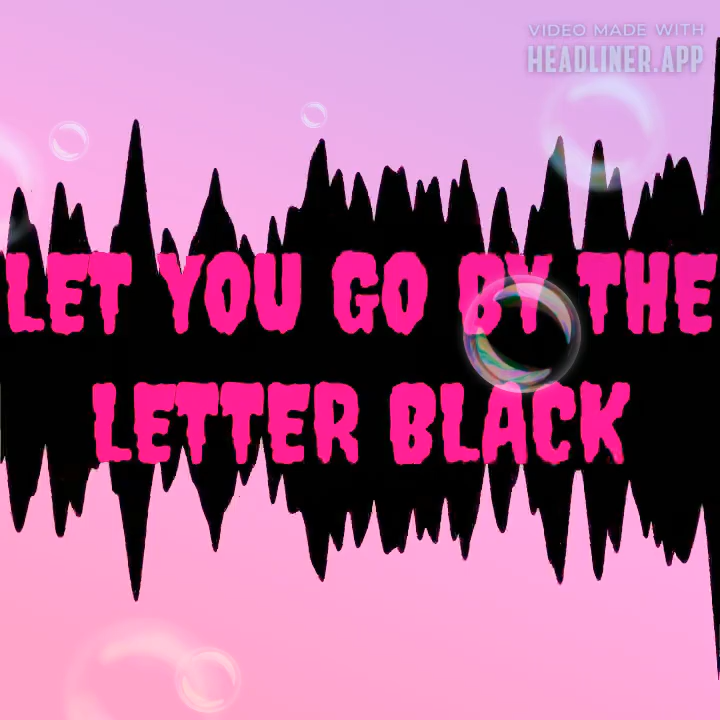 VIDEO MADE WITH
HEADLINER.APP
LET YOU GO BY THE
LETTER BLACK